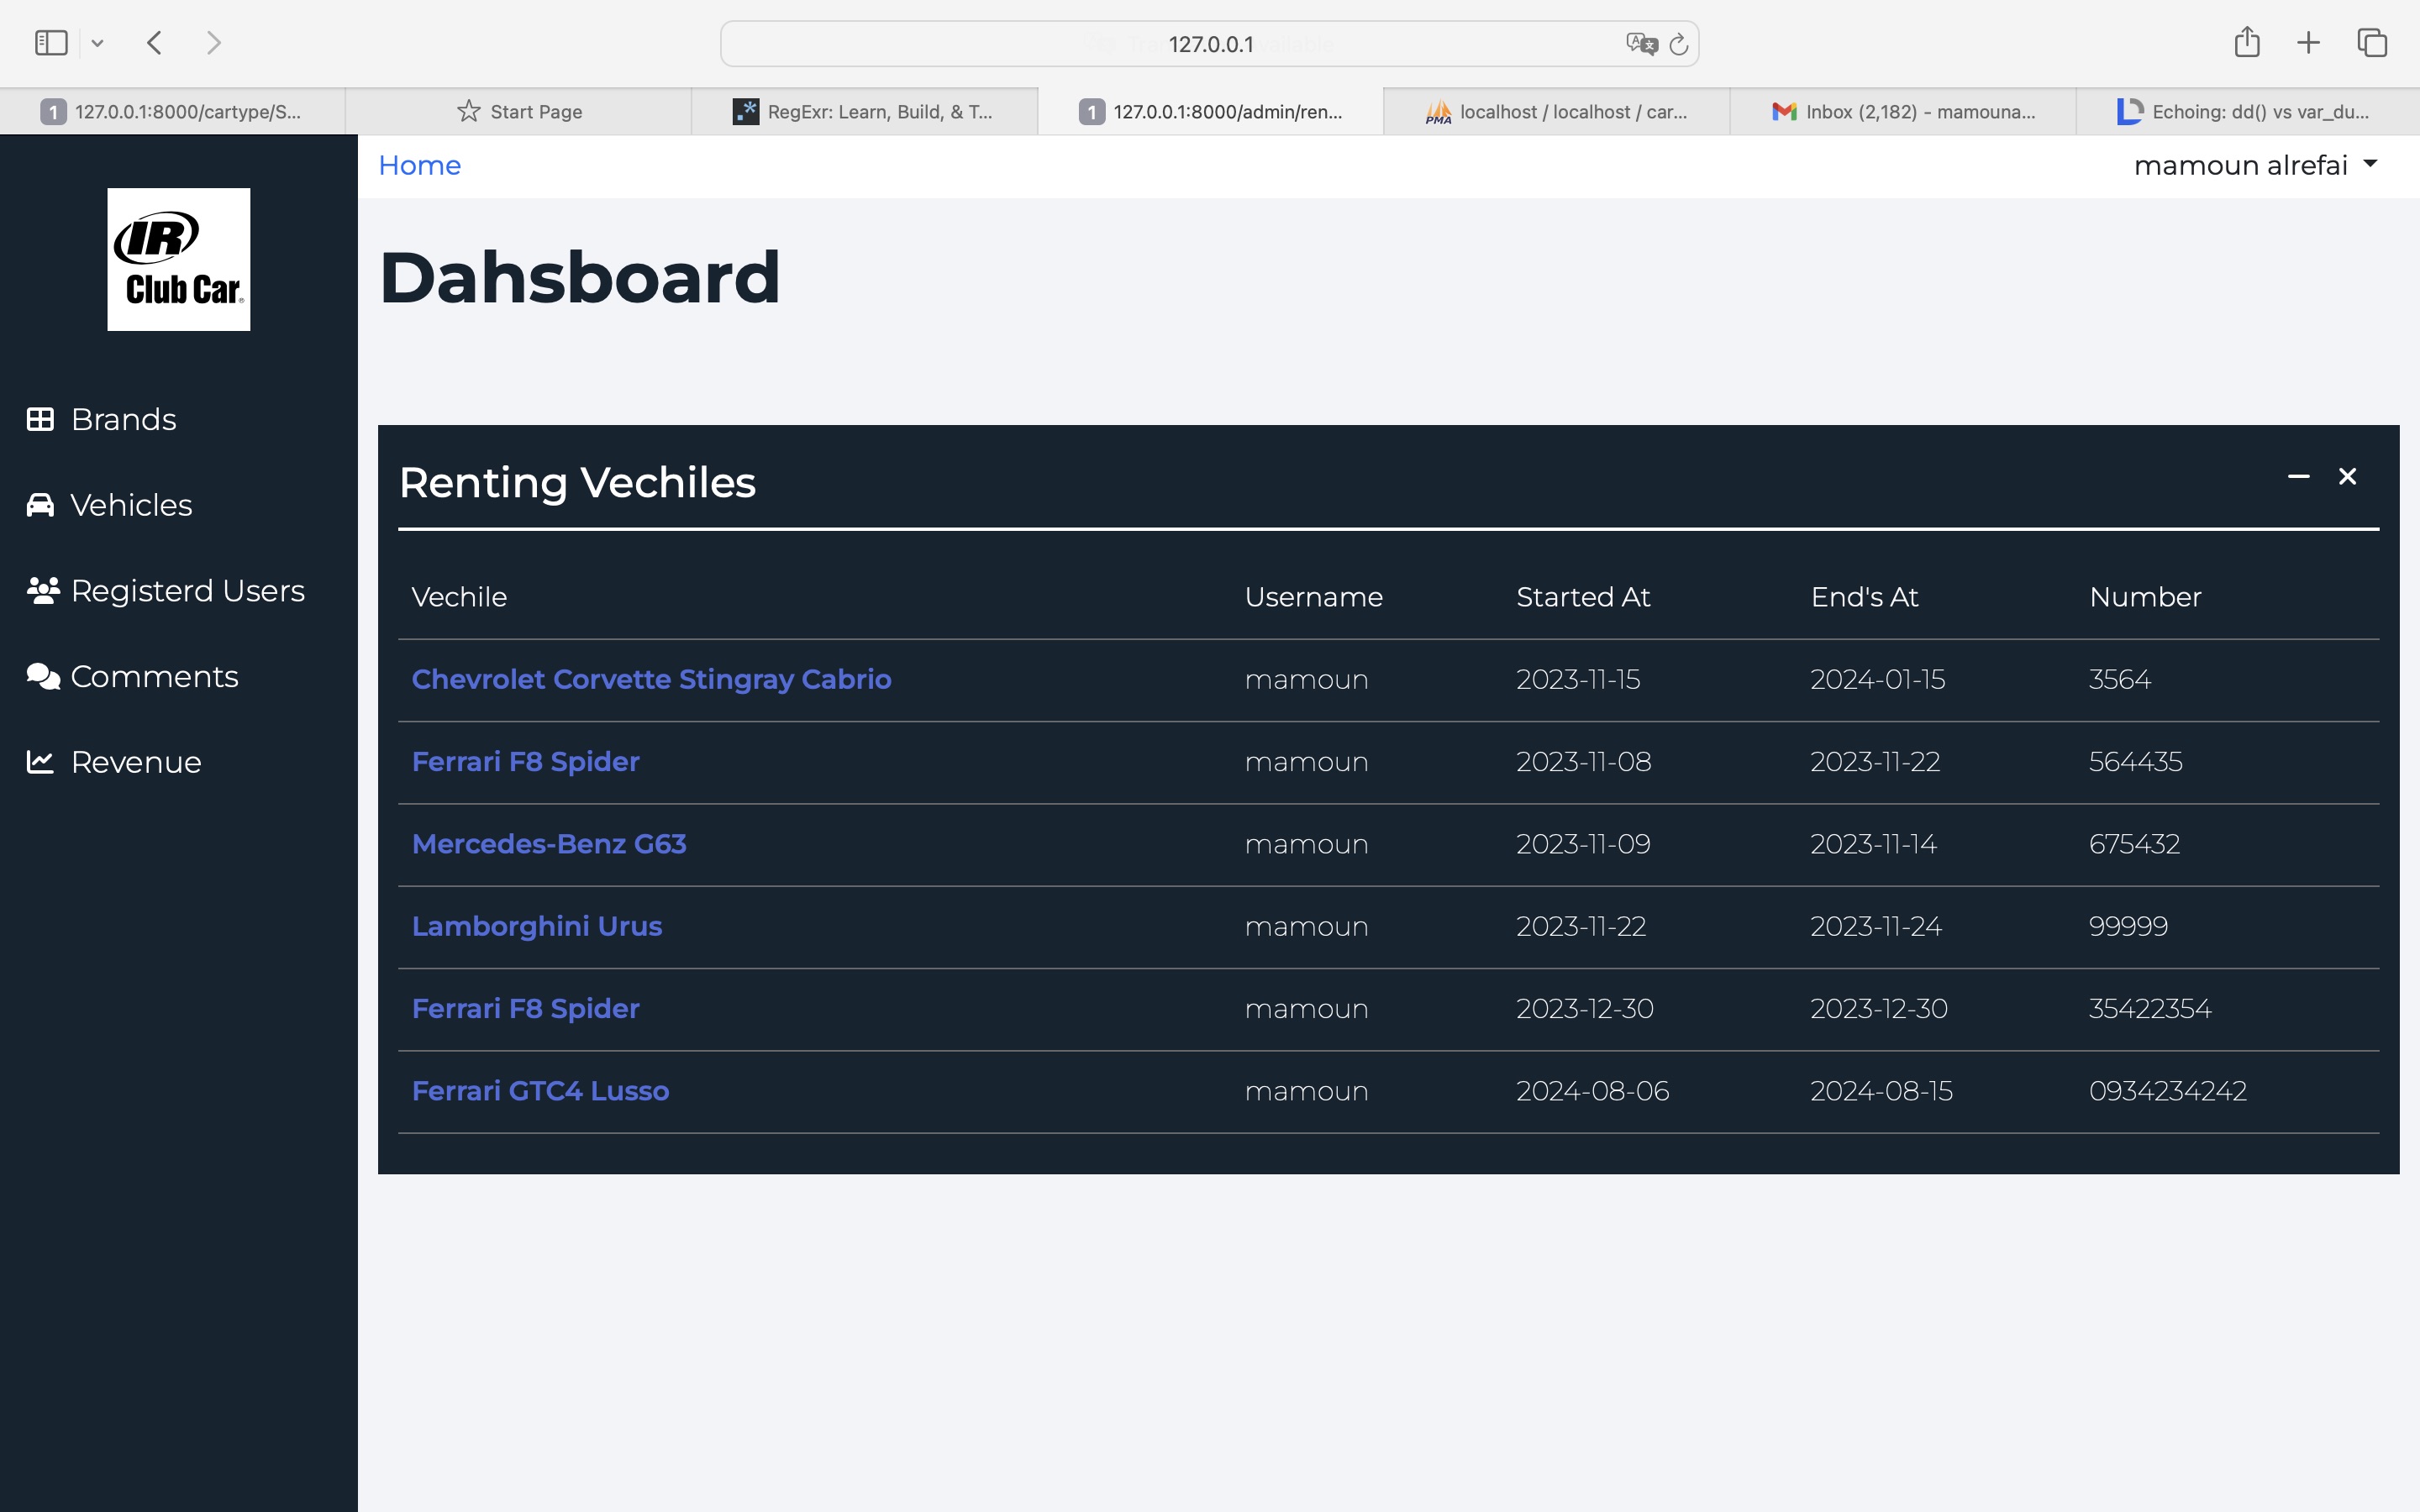 127.0.0.1
1 127.0.0.1:8000/cartype/S...
Start Page
RegExr: Learn, Build, & T...
1 127.0.0.1:8000/admin/ren...
PMA localhost / localhost / car...
Inbox (2,182) - mamouna...
Echoing: dd() vs var_du...
Home
mamoun alrefai
IR
Club Car
Dahsboard
Brands
Vehicles
Registerd Users
Comments
Revenue
Renting Vechiles
Vechile Username Started At End's At Number
Chevrolet Corvette Stingray Cabrio mamoun 2023-11-15 2024-01-15 3564
Ferrari F8 Spider mamoun 2023-11-08 2023-11-22 564435
Mercedes-Benz G63 mamoun 2023-11-09 2023-11-14 675432
Lamborghini Urus mamoun 2023-11-22 2023-11-24 99999
Ferrari F8 Spider mamoun 2023-12-30 2023-12-30 35422354
Ferrari GTC4 Lusso mamoun 2024-08-06 2024-08-15 0934234242